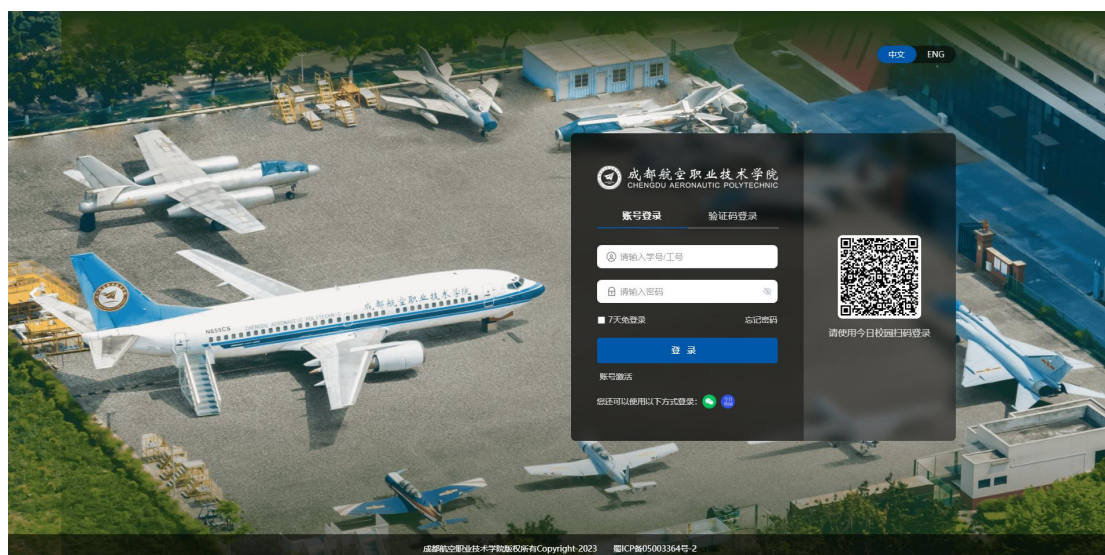 中文 ENG
成都航空职业技术学院
CHENGDU AERONAUTIC POLYTECHNIC
账号登录 验证码登录
请输入学号/工号
请输入密码
7天免登录 忘记密码
登 录
账号激活
您还可以使用以下方式登录：
请使用今日校园扫码登录
成都航空职业技术学院
CHENGDU AERONAUTIC POLYTECHNIC
N655CS
成都航空职业技术学院版权所有Copyright·2023 蜀ICP备05003364号-2